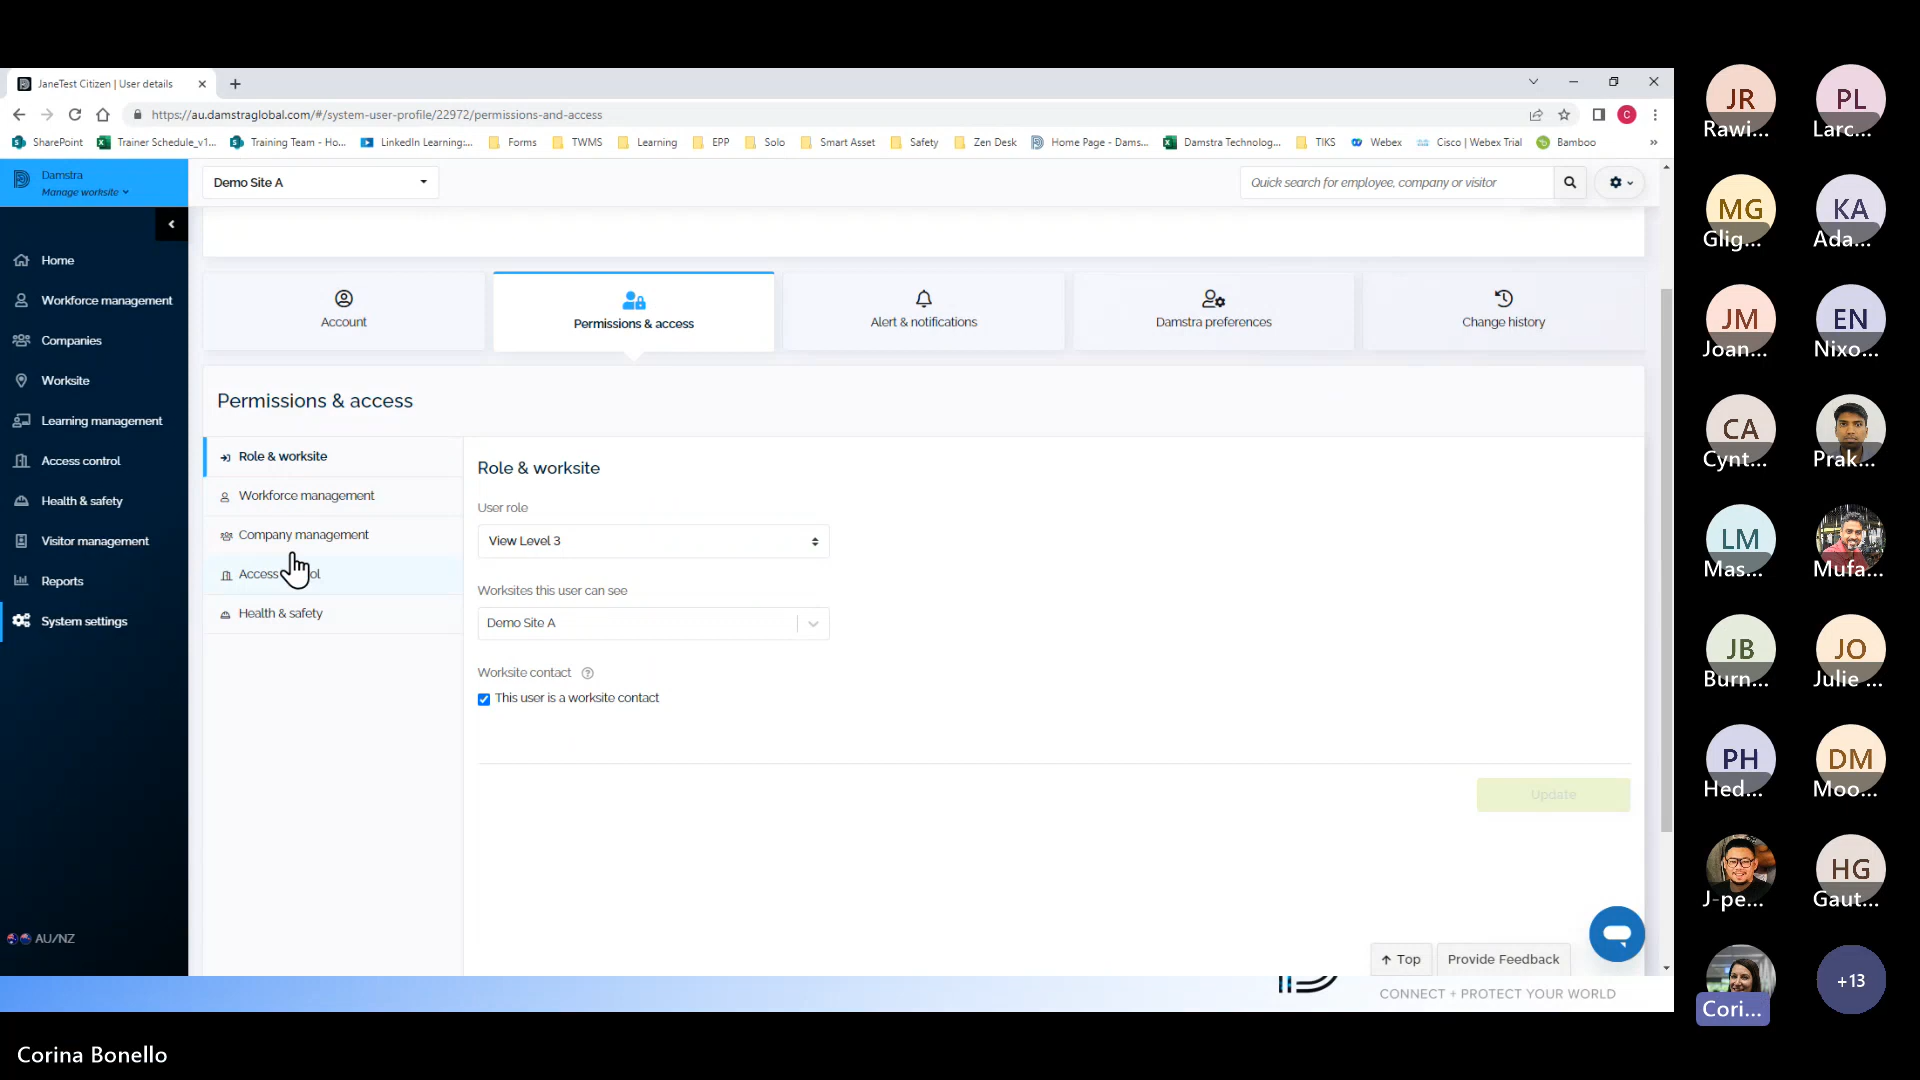 JaneTest Citizen | User details
https://au.damstraglobal.com/#/system-user-profile/22972/permissions-and-access
SharePoint
Trainer Schedule_v1...
Training Team - Ho...
LinkedIn Learning:...
Forms
TWMS
Learning
EPP
Solo
Smart Asset
Safety
Zen Desk
Home Page - Dams...
Damstra Technolog...
TIKS
Webex
Cisco | Webex Trial
Bamboo
»
C
Damstra
Manage worksite
Demo Site A
Quick search for employee, company or visitor
Home
Workforce management
Companies
Worksite
Learning management
Access control
Health & safety
Visitor management
Reports
System settings
AU/NZ
Account
Permissions & access
Alert & notifications
Damstra preferences
Change history
Permissions & access
Role & worksite
Workforce management
Company management
Access
ol
Health & safety
Role & worksite
User role
View Level 3
Worksites this user can see
Demo Site A
Worksite contact
This user is a worksite contact
Update
Top
Provide Feedback
CONNECT + PROTECT YOUR WORLD
Corina Bonello
JR
Rawi...
PL
Larc...
MG
Glig...
KA
Ada...
JM
Joan...
EN
Nixo...
CA
Cynt...
Prak...
LM
Mas...
Mufa...
JB
Burn...
JO
Julie ...
PH
Hed...
DM
Moo...
J-pe...
HG
Gaut...
Cori...
+13